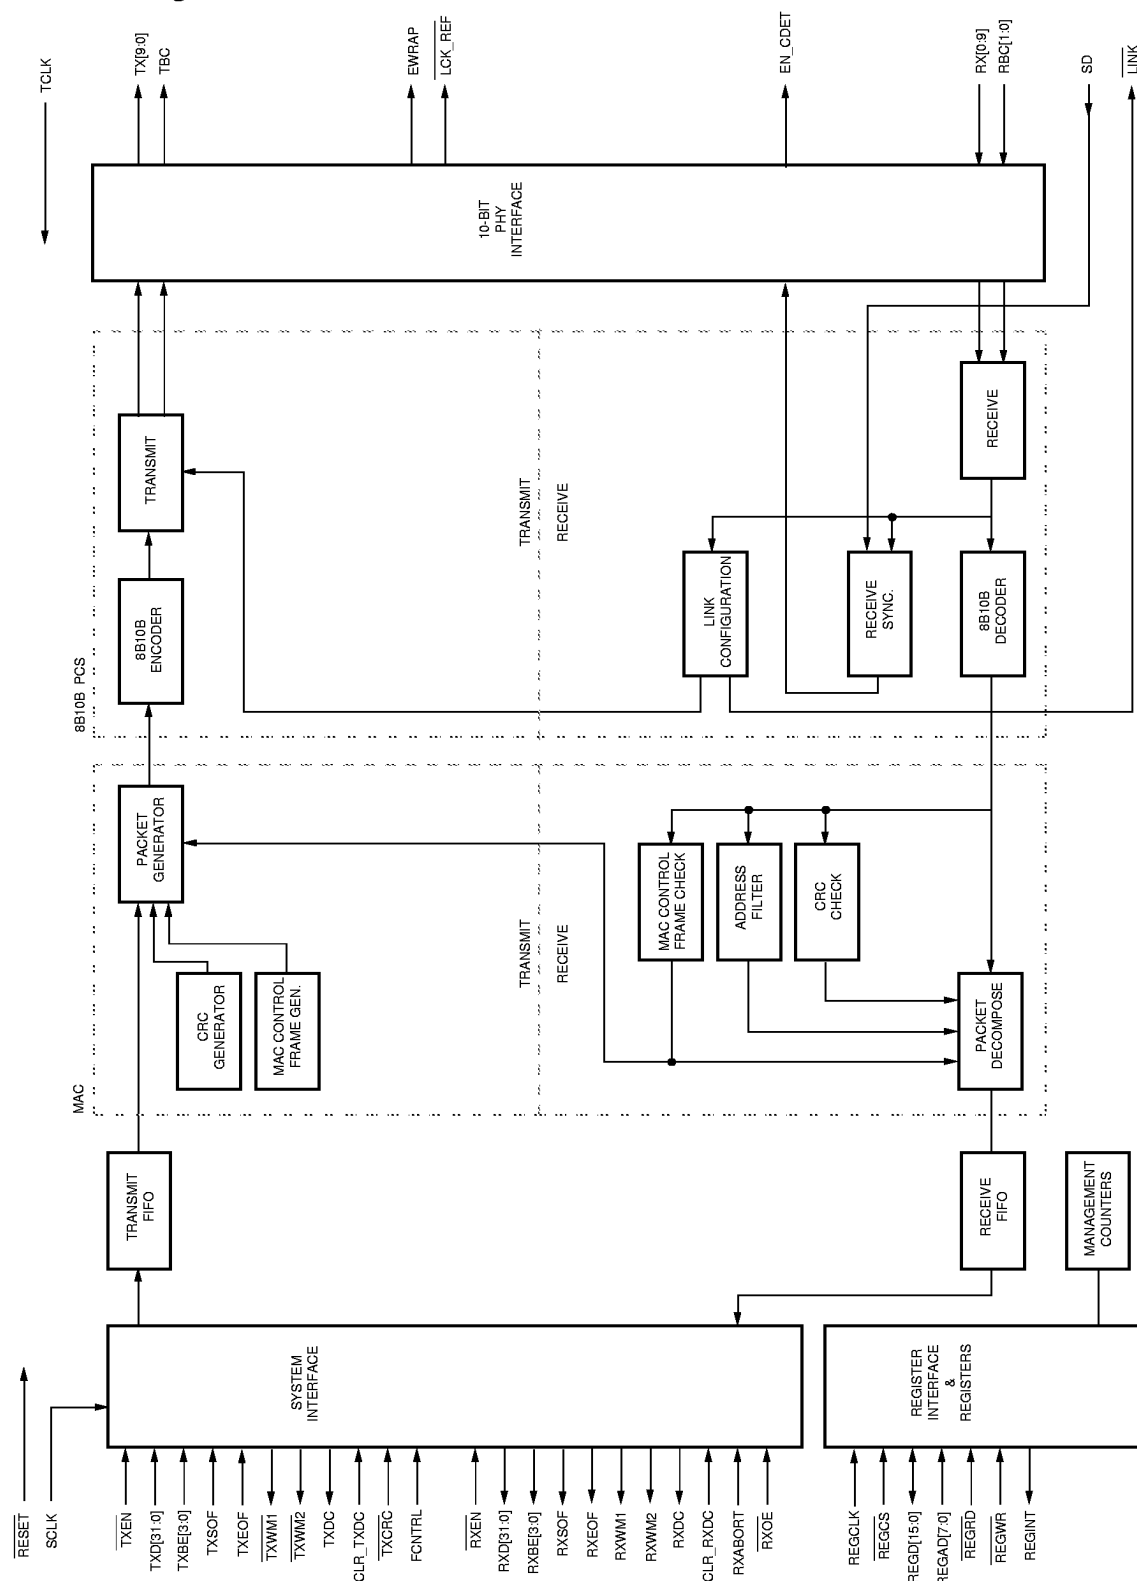 TCLK
TX[9:0]
TBC
EWRAP
LCK_REF
EN_CDET
RX[0:9]
RBC[1:0]
SD
LINK
10-BIT
PHY
INTERFACE
8B10B PCS
TRANSMIT
8B10B
ENCODER
TRANSMIT
RECEIVE
LINK
CONFIGURATION
RECEIVE
SYNC.
RECEIVE
8B10B
DECODER
MAC
PACKET
GENERATOR
CRC
GENERATOR
MAC CONTROL
FRAME GEN.
TRANSMIT
RECEIVE
MAC CONTROL
FRAME CHECK
ADDRESS
FILTER
CRC
CHECK
PACKET
DECOMPOSE
TRANSMIT
FIFO
RECEIVE
FIFO
MANAGEMENT
COUNTERS
SYSTEM
INTERFACE
REGISTER
INTERFACE
&
REGISTERS
RESET
SCLK
TXEN
TXD[31:0]
TXBE[3:0]
TXSOF
TXEOF
TXWM1
TXWM2
TXDC
CLR_TXDC
TXCRC
FCNTRL
RXEN
RXD[31:0]
RXBE[3:0]
RXSOF
RXEOF
RXWM1
RXWM2
RXDC
CLR_RXDC
RXABORT
RXOE
REGCLK
REGCS
REGD[15:0]
REGAD[7:0]
REGRD
REGWR
REGINT